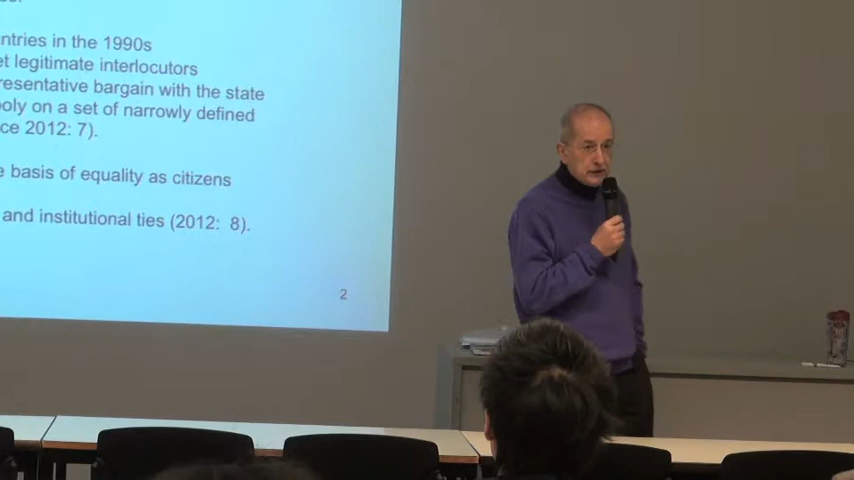 ntries in the 1990s
et legitimate interlocutors
resentative bargain with the state
poly on a set of narrowly defined
ce 2012: 7).
basis of equality as citizens
and institutional ties (2012: 8).
2